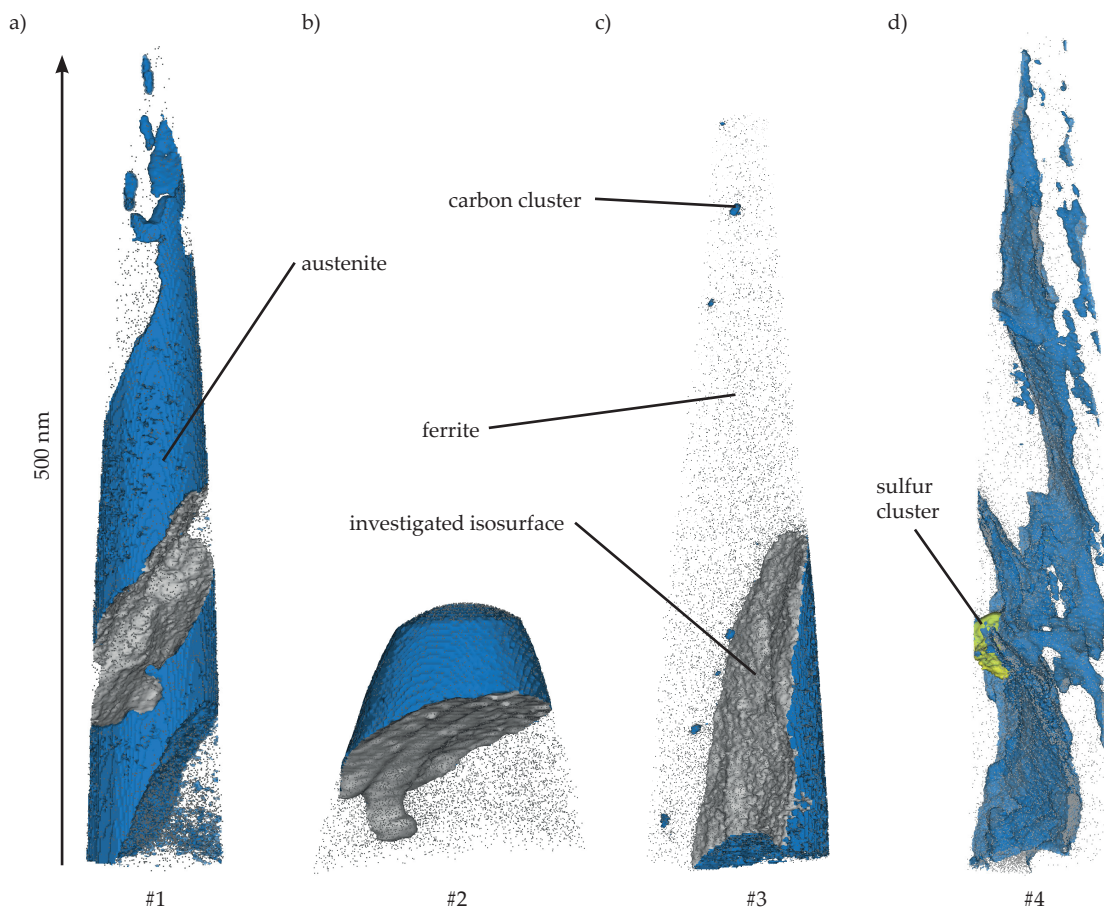 a)
b)
c)
d)
carbon cluster
austenite
500 nm
ferrite
sulfur
cluster
investigated isosurface
#1
#2
#3
#4